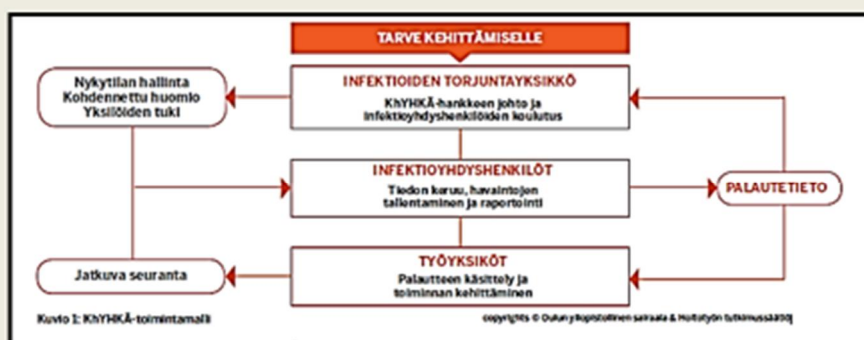 TARVE KEHITTÄMISELLE
INFEKTIOIDEN TORJUNTAYKSIKKÖ
KhYHKÄ-hankkeen johto ja
infektioyhdyshenkilöiden koulutus
Nykytilan hallinta
Kohdennettu huomio
Yksilöiden tuki
INFEKTIOYHDYSHENKILÖT
Tiedon keruu, havaintojen
tallentaminen ja raportointi
PALAUTETIETO
TYÖYKSIKÖT
Palautteen käsittely ja
toiminnan kehittäminen
Jatkuva seuranta
Kuvio 1: KhYHKÄ-toimintamalli
copyrights © Oulun yliopistollinen sairaala & Hoitotyön tutkimussäätiö